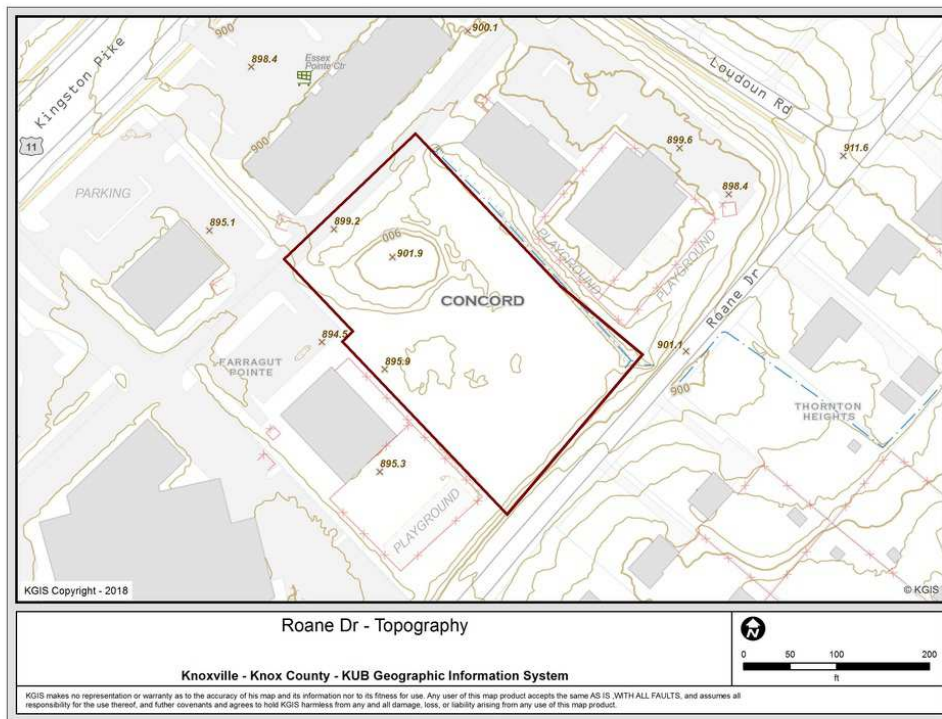 900
900.1
Kingston Pike
898.4
Essex
Pointe Ctr
Loudoun Rd
11
900
899.6
911.6
PARKING
898.4
895.1
899.2
900
901.9
PLAYGROUND
PLAYGROUND
CONCORD
Roane Dr
894.5
901.1
FARRAGUT
POINTE
895.9
900
THORNTON
HEIGHTS
895.3
PLAYGROUND
KGIS Copyright - 2018
© KGIS
Roane Dr - Topography
N
0 50 100 200
ft
Knoxville - Knox County - KUB Geographic Information System
KGIS makes no representation or warranty as to the accuracy of his map and its information nor to its fitness for use. Any user of this map product accepts the same AS IS ,WITH ALL FAULTS, and assumes all
responsibility for the use thereof, and futher covenants and agrees to hold KGIS harmless from any and all damage, loss, or liability arising from any use of this map product.